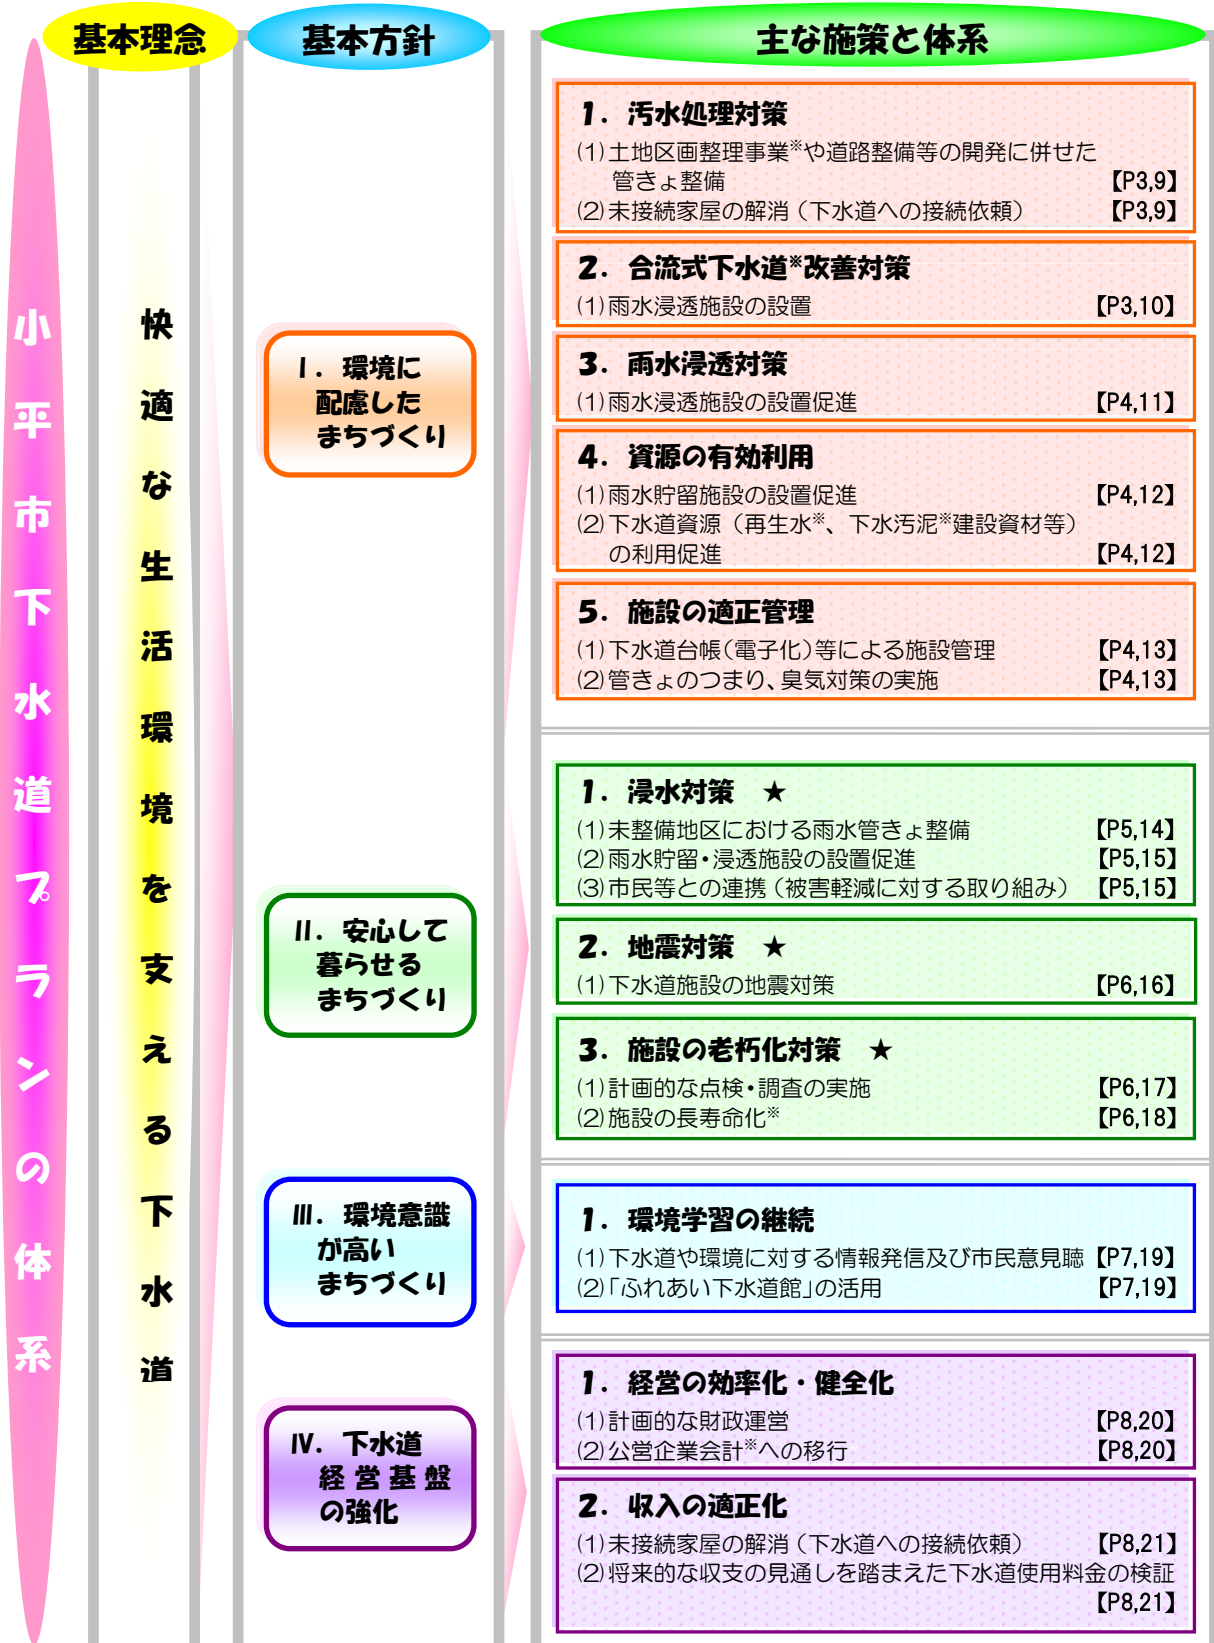 基本理念
基本方針
主な施策と体系
小平市下水道プランの体系
快適な生活環境を支える下水道
Ⅰ．環境に
配慮した
まちづくり
1．汚水処理対策
(1)土地区画整理事業※や道路整備等の開発に併せた
管きょ整備 【P3,9】
(2)未接続家屋の解消（下水道への接続依頼） 【P3,9】
2．合流式下水道※改善対策
(1)雨水浸透施設の設置 【P3,10】
3．雨水浸透対策
(1)雨水浸透施設の設置促進 【P4,11】
4．資源の有効利用
(1)雨水貯留施設の設置促進 【P4,12】
(2)下水道資源（再生水※、下水汚泥※建設資材等）
の利用促進 【P4,12】
5．施設の適正管理
(1)下水道台帳（電子化）等による施設管理 【P4,13】
(2)管きょのつまり、臭気対策の実施 【P4,13】
Ⅱ．安心して
暮らせる
まちづくり
1．浸水対策 ★
(1)未整備地区における雨水管きょ整備 【P5,14】
(2)雨水貯留・浸透施設の設置促進 【P5,15】
(3)市民等との連携（被害軽減に対する取り組み） 【P5,15】
2．地震対策 ★
(1)下水道施設の地震対策 【P6,16】
3．施設の老朽化対策 ★
(1)計画的な点検・調査の実施 【P6,17】
(2)施設の長寿命化※ 【P6,18】
Ⅲ．環境意識
が高い
まちづくり
1．環境学習の継続
(1)下水道や環境に対する情報発信及び市民意見聴 【P7,19】
(2)「ふれあい下水道館」の活用 【P7,19】
Ⅳ．下水道
経営基盤
の強化
1．経営の効率化・健全化
(1)計画的な財政運営 【P8,20】
(2)公営企業会計※への移行 【P8,20】
2．収入の適正化
(1)未接続家屋の解消（下水道への接続依頼） 【P8,21】
(2)将来的な収支の見通しを踏まえた下水道使用料金の検証
【P8,21】